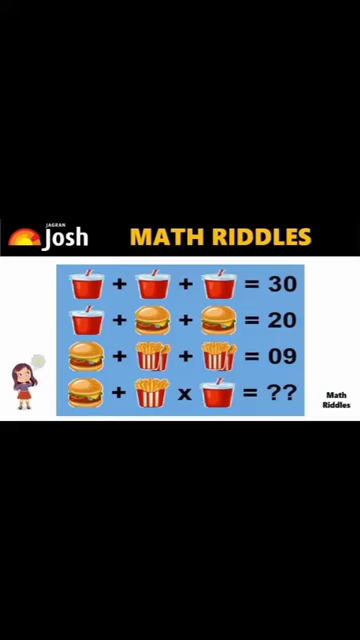 JAGRAN
Josh
MATH RIDDLES
+ + = 30
+ + = 20
+ + = 09
+ x = ??
Math
Riddles